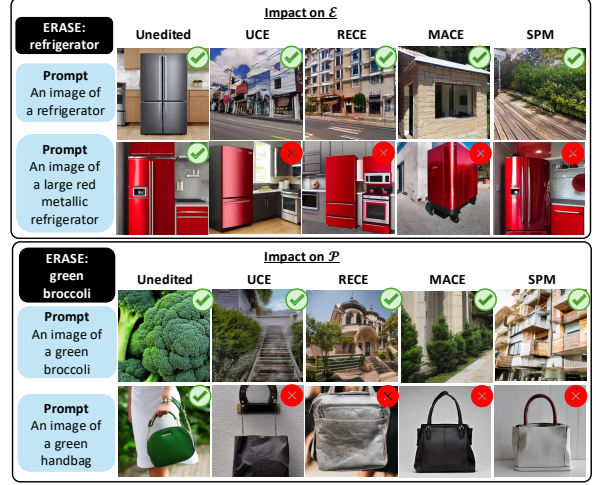 Impact on ℰ
ERASE:
refrigerator
Unedited UCE RECE MACE SPM
Prompt
An image of
a refrigerator
Prompt
An image of
a large red
metallic
refrigerator
Impact on 𝒫
ERASE:
green
broccoli
Unedited UCE RECE MACE SPM
Prompt
An image of
a green
broccoli
Prompt
An image of
a green
handbag